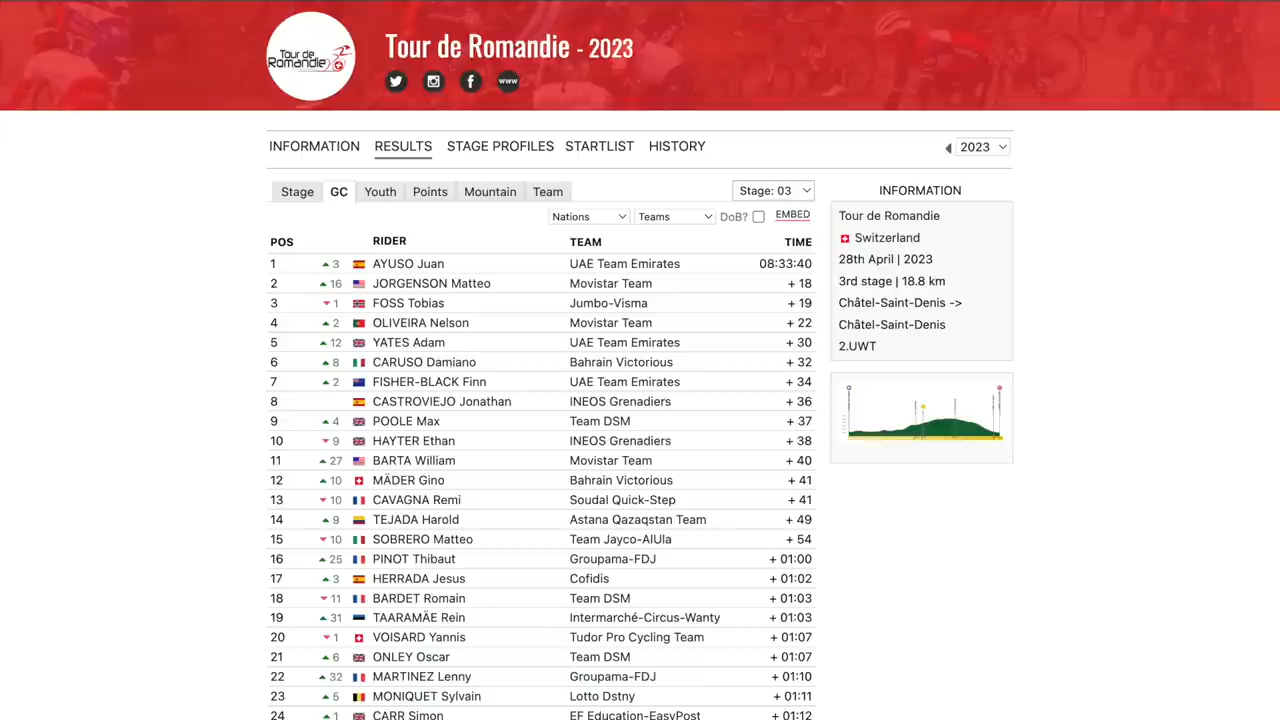 Tour de Romandie
Tour de Romandie - 2023
www
INFORMATION RESULTS STAGE PROFILES STARTLIST HISTORY 2023
Stage GC Youth Points Mountain Team Stage: 03
Nations Teams DoB? EMBED
POS RIDER TEAM TIME
1 3 AYUSO Juan UAE Team Emirates 08:33:40
2 16 JORGENSON Matteo Movistar Team + 18
3 1 FOSS Tobias Jumbo-Visma + 19
4 2 OLIVEIRA Nelson Movistar Team + 22
5 12 YATES Adam UAE Team Emirates + 30
6 8 CARUSO Damiano Bahrain Victorious + 32
7 2 FISHER-BLACK Finn UAE Team Emirates + 34
8 CASTROVIEJO Jonathan INEOS Grenadiers + 36
9 4 POOLE Max Team DSM + 37
10 9 HAYTER Ethan INEOS Grenadiers + 38
11 27 BARTA William Movistar Team + 40
12 10 MÄDER Gino Bahrain Victorious + 41
13 10 CAVAGNA Remi Soudal Quick-Step + 41
14 9 TEJADA Harold Astana Qazaqstan Team + 49
15 10 SOBRERO Matteo Team Jayco-AlUla + 54
16 25 PINOT Thibaut Groupama-FDJ + 01:00
17 3 HERRADA Jesus Cofidis + 01:02
18 11 BARDET Romain Team DSM + 01:03
19 31 TAARAMÄE Rein Intermarché-Circus-Wanty + 01:03
20 1 VOISARD Yannis Tudor Pro Cycling Team + 01:07
21 6 ONLEY Oscar Team DSM + 01:07
22 32 MARTINEZ Lenny Groupama-FDJ + 01:10
23 5 MONIQUET Sylvain Lotto Dstny + 01:11
24 1 CARR Simon EF Education-EasyPost + 01:12
INFORMATION
Tour de Romandie
Switzerland
28th April | 2023
3rd stage | 18.8 km
Châtel-Saint-Denis ->
Châtel-Saint-Denis
2.UWT